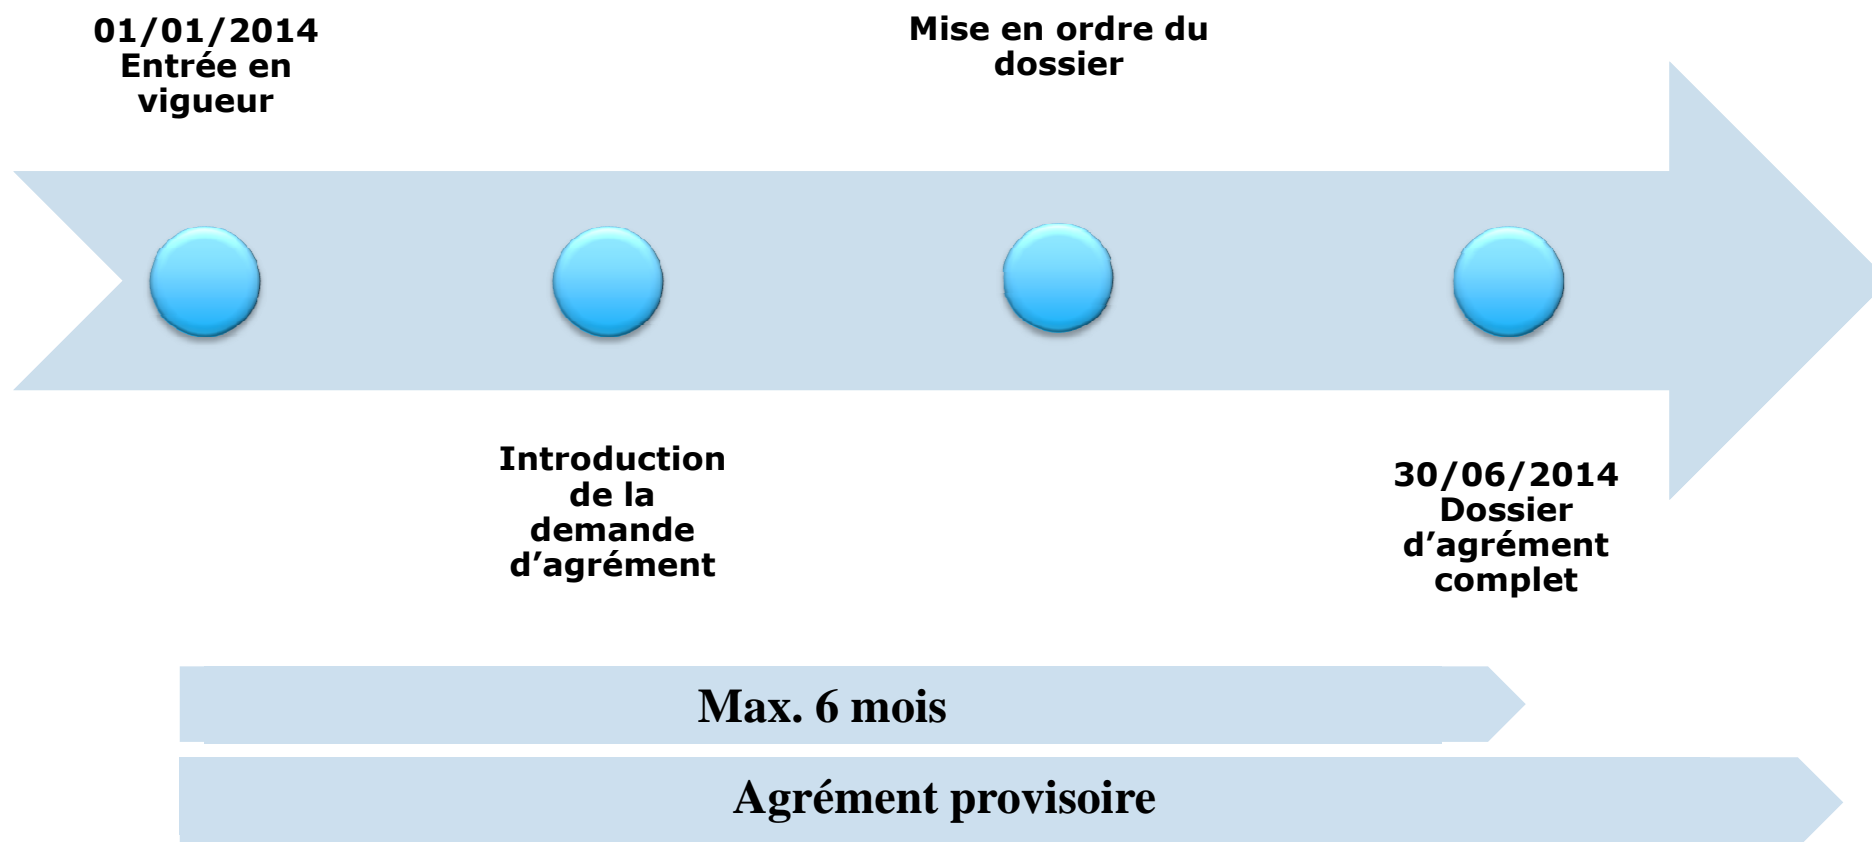 01/01/2014
Entrée en
vigueur
Mise en ordre du
dossier
Introduction
de la
demande
d’agrément
30/06/2014
Dossier
d’agrément
complet
Max. 6 mois
Agrément provisoire